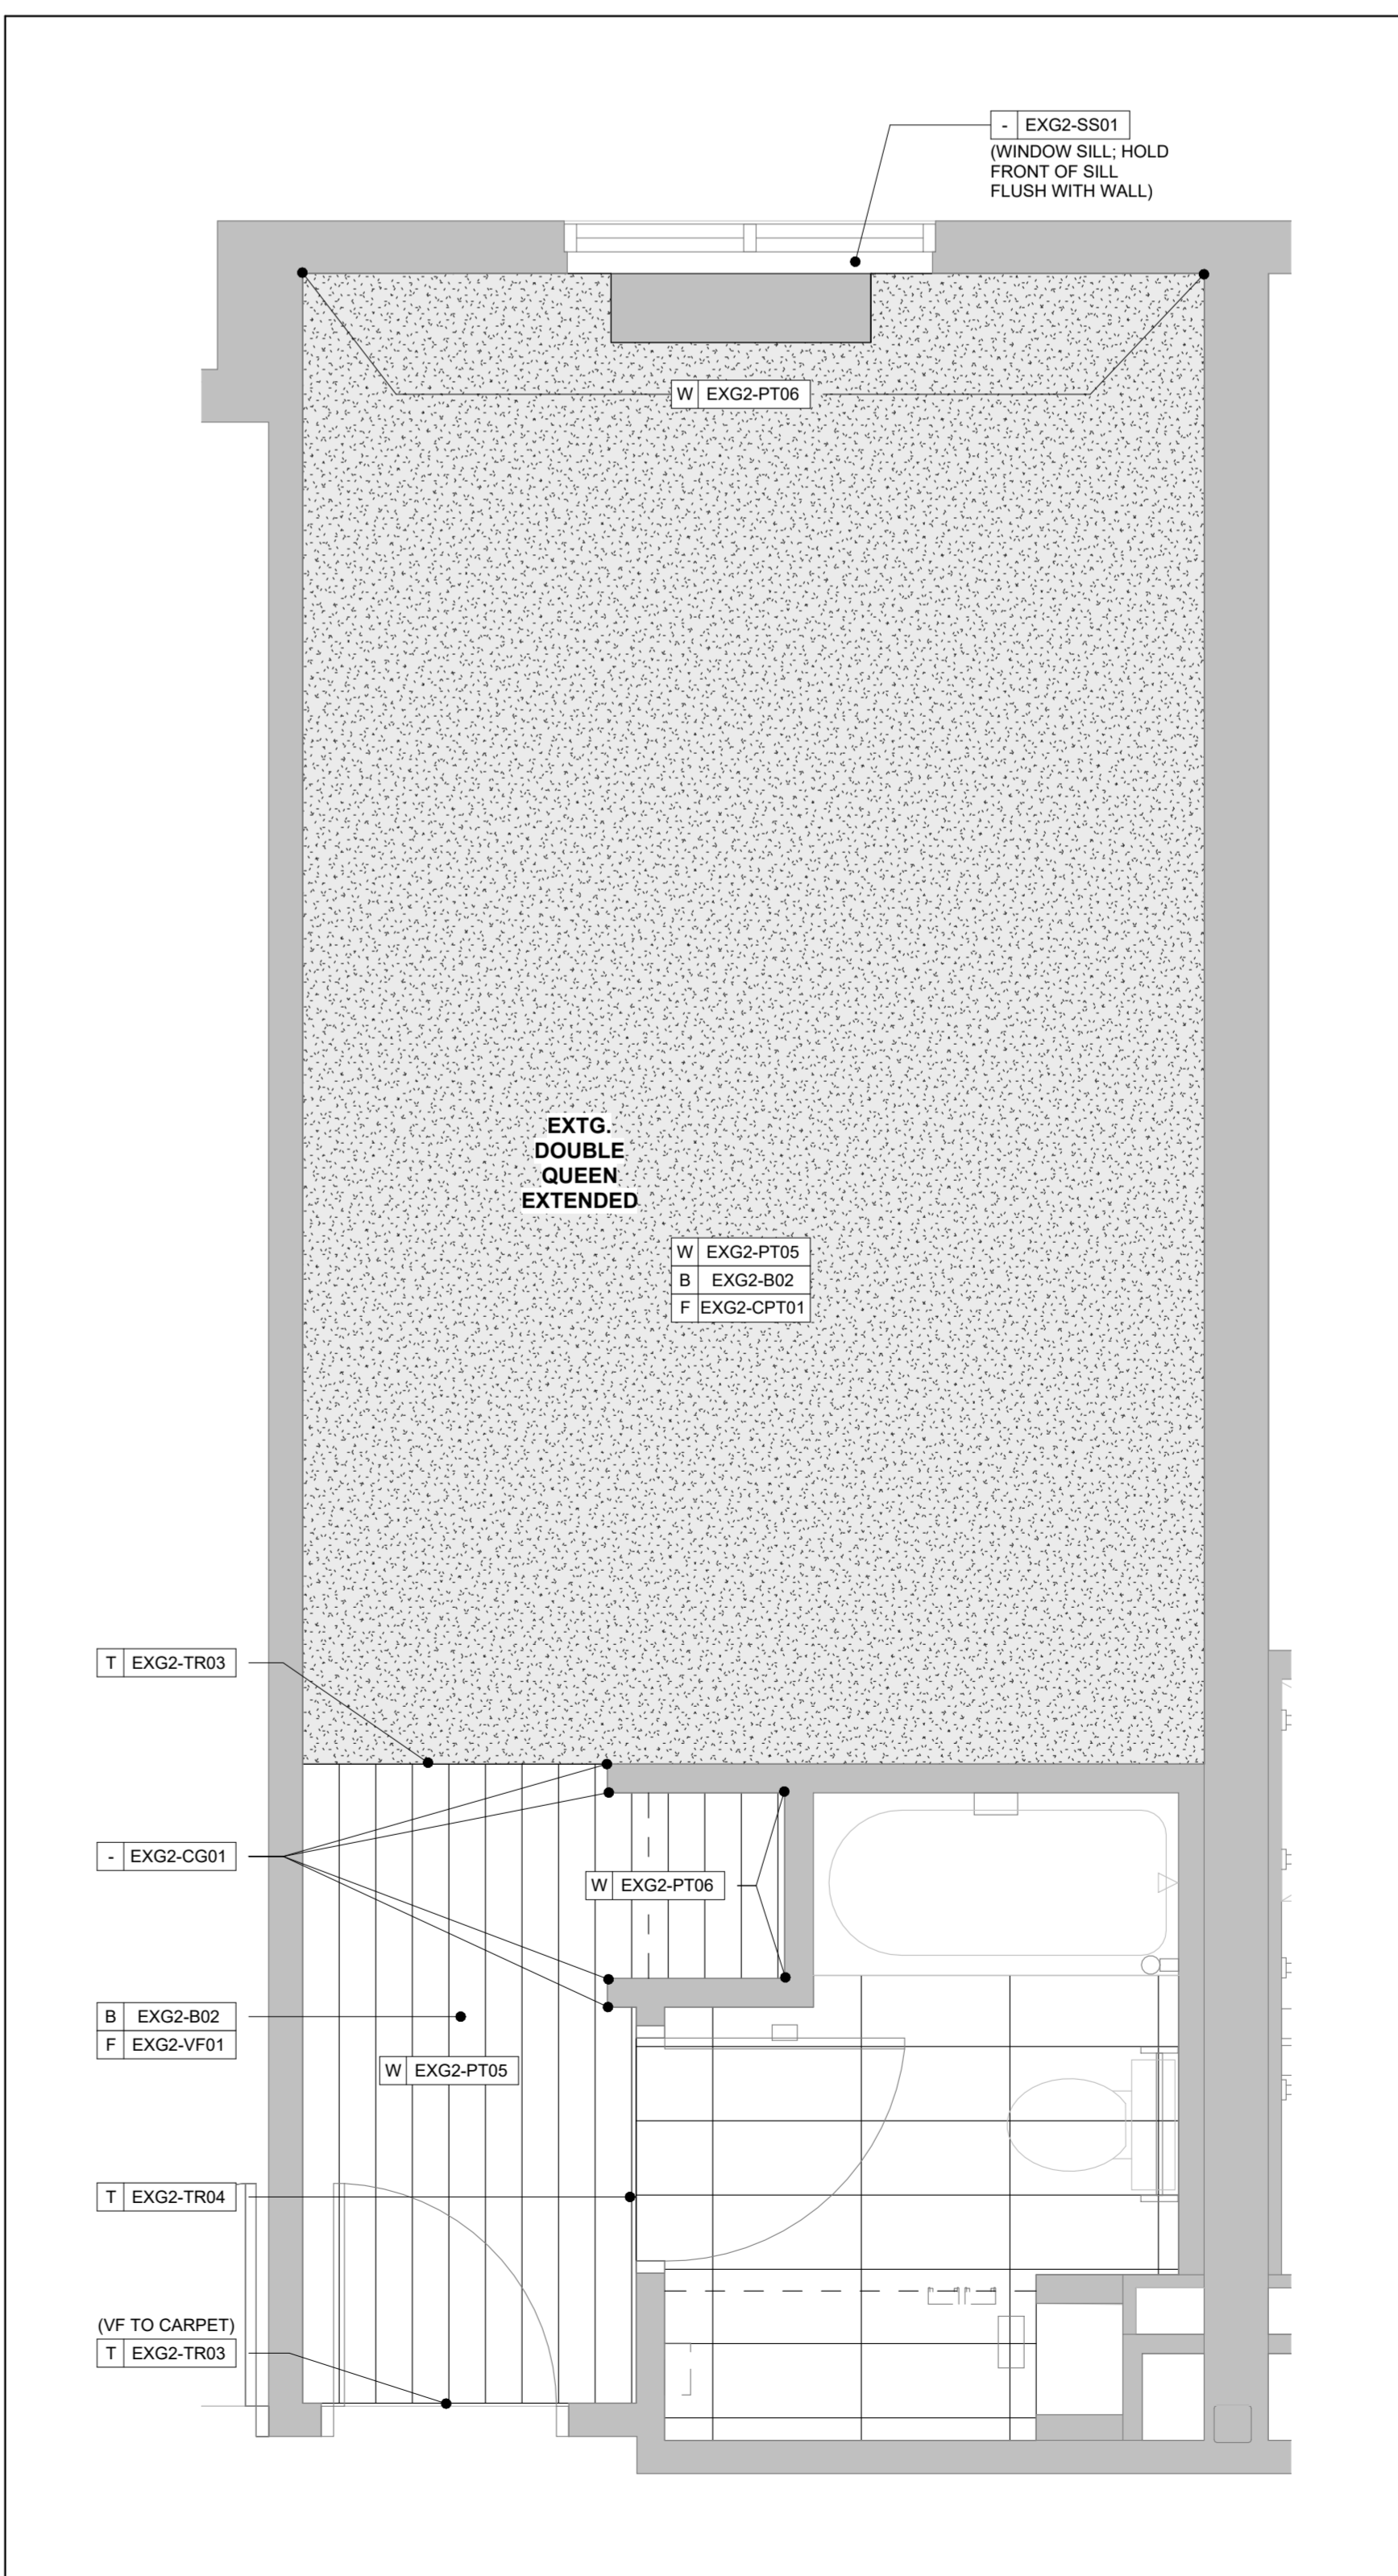 - EXG2-SS01
(WINDOW SILL; HOLD
FRONT OF SILL
FLUSH WITH WALL)
W EXG2-PT06
EXTG.
DOUBLE
QUEEN
EXTENDED
W EXG2-PT05
B EXG2-B02
F EXG2-CPT01
T EXG2-TR03
- EXG2-CG01
W EXG2-PT06
B EXG2-B02
F EXG2-VF01
W EXG2-PT05
T EXG2-TR04
(VF TO CARPET)
T EXG2-TR03